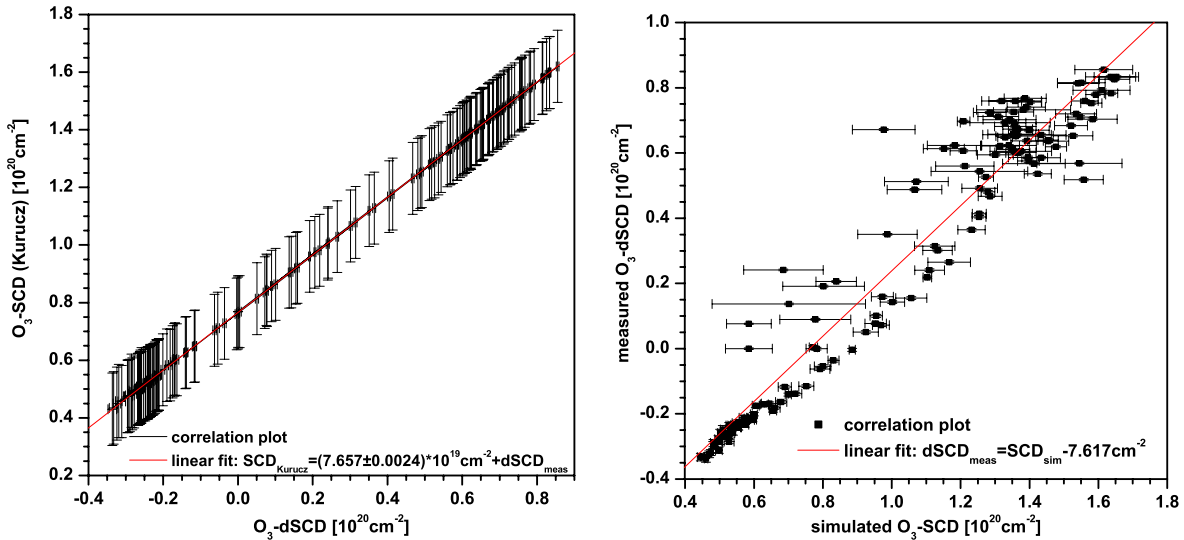 1.8
1.6
1.4
1.2
1.0
0.8
0.6
0.4
0.2
O3-SCD (Kurucz) [10^20cm^-2]
correlation plot
linear fit: SCD_Kurucz=(7.657±0.0024)*10^19cm^-2+dSCD_meas
-0.4 -0.2 0.0 0.2 0.4 0.6 0.8
O3-dSCD [10^20cm^-2]
1.0
0.8
0.6
0.4
0.2
0.0
-0.2
-0.4
measured O3-dSCD [10^20cm^-2]
correlation plot
linear fit: dSCD_meas=SCD_sim-7.617cm^-2
0.4 0.6 0.8 1.0 1.2 1.4 1.6 1.8
simulated O3-SCD [10^20cm^-2]